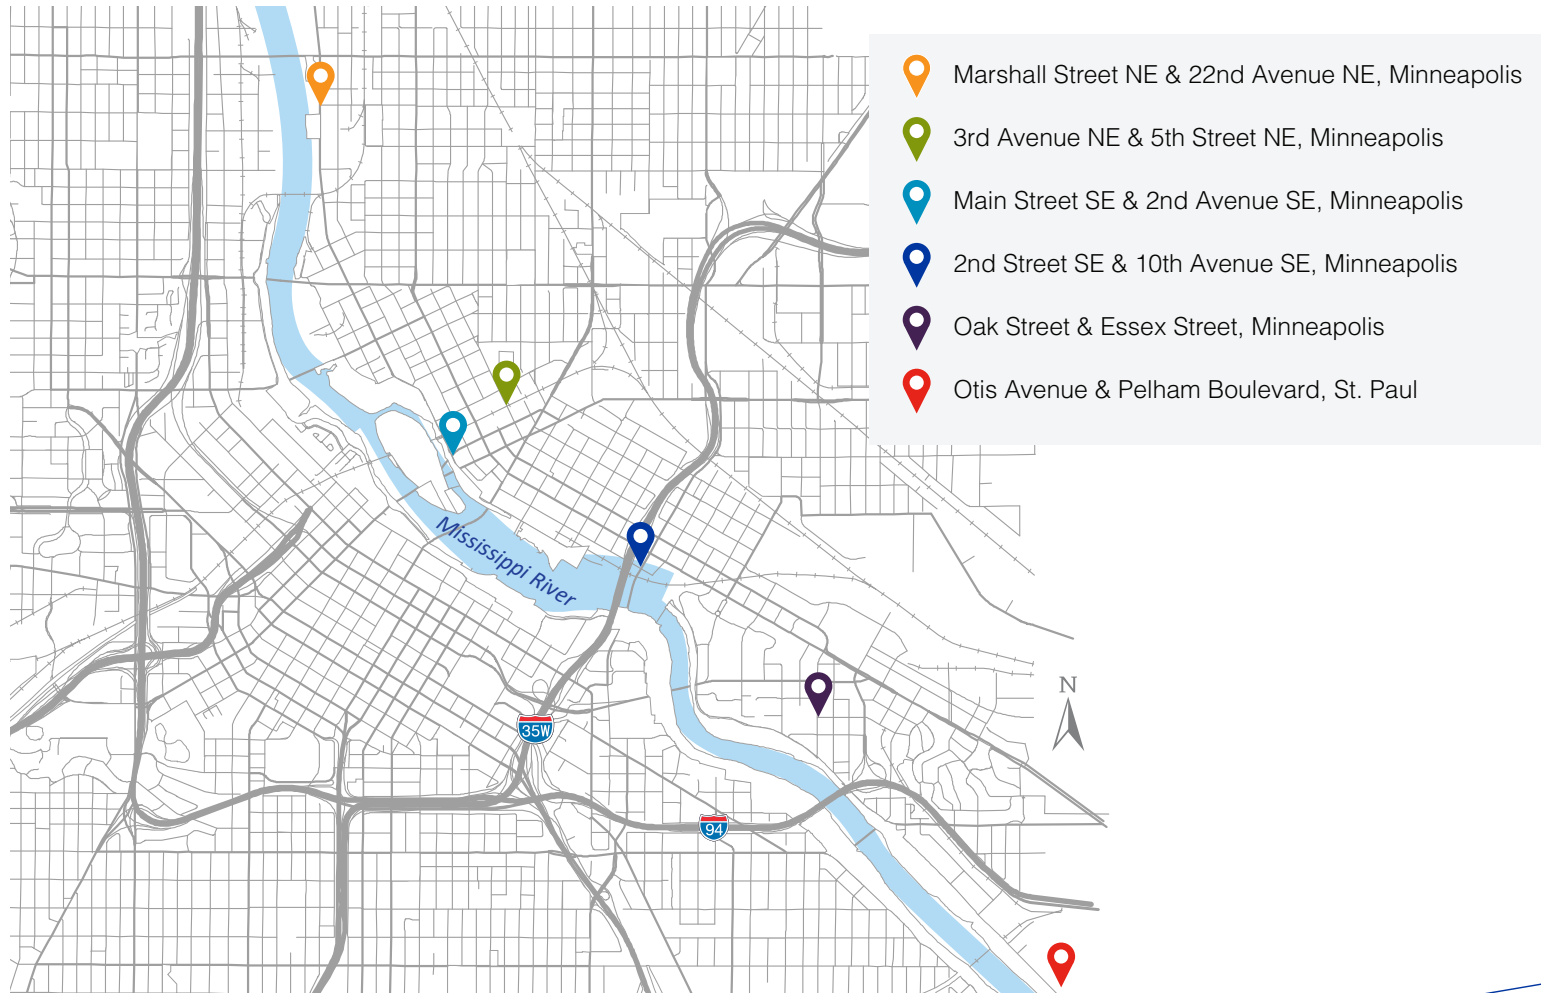 Marshall Street NE & 22nd Avenue NE, Minneapolis
3rd Avenue NE & 5th Street NE, Minneapolis
Main Street SE & 2nd Avenue SE, Minneapolis
2nd Street SE & 10th Avenue SE, Minneapolis
Oak Street & Essex Street, Minneapolis
Otis Avenue & Pelham Boulevard, St. Paul
Mississippi River
N
35W
94